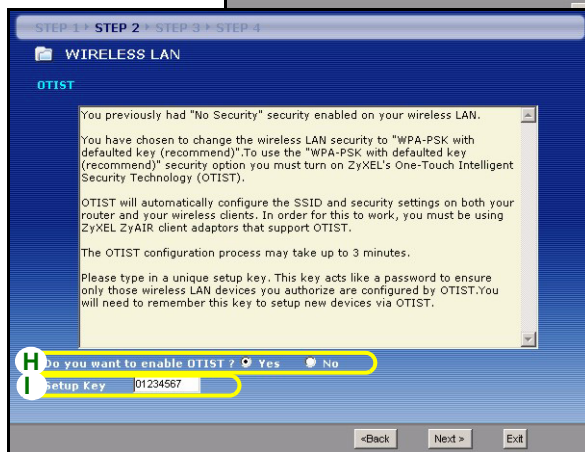 STEP 1 › STEP 2 › STEP 3 › STEP 4
WIRELESS LAN
OTIST
You previously had "No Security" security enabled on your wireless LAN.
You have chosen to change the wireless LAN security to "WPA-PSK with
defaulted key (recommend)".To use the "WPA-PSK with defaulted key
(recommend)" security option you must turn on ZyXEL's One-Touch Intelligent
Security Technology (OTIST).
OTIST will automatically configure the SSID and security settings on both your
router and your wireless clients. In order for this to work, you must be using
ZyXEL ZyAIR client adaptors that support OTIST.
The OTIST configuration process may take up to 3 minutes.
Please type in a unique setup key. This key acts like a password to ensure
only those wireless LAN devices you authorize are configured by OTIST.You
will need to remember this key to setup new devices via OTIST.
H Do you want to enable OTIST ? Yes No
I Setup Key 01234567
<Back Next > Exit